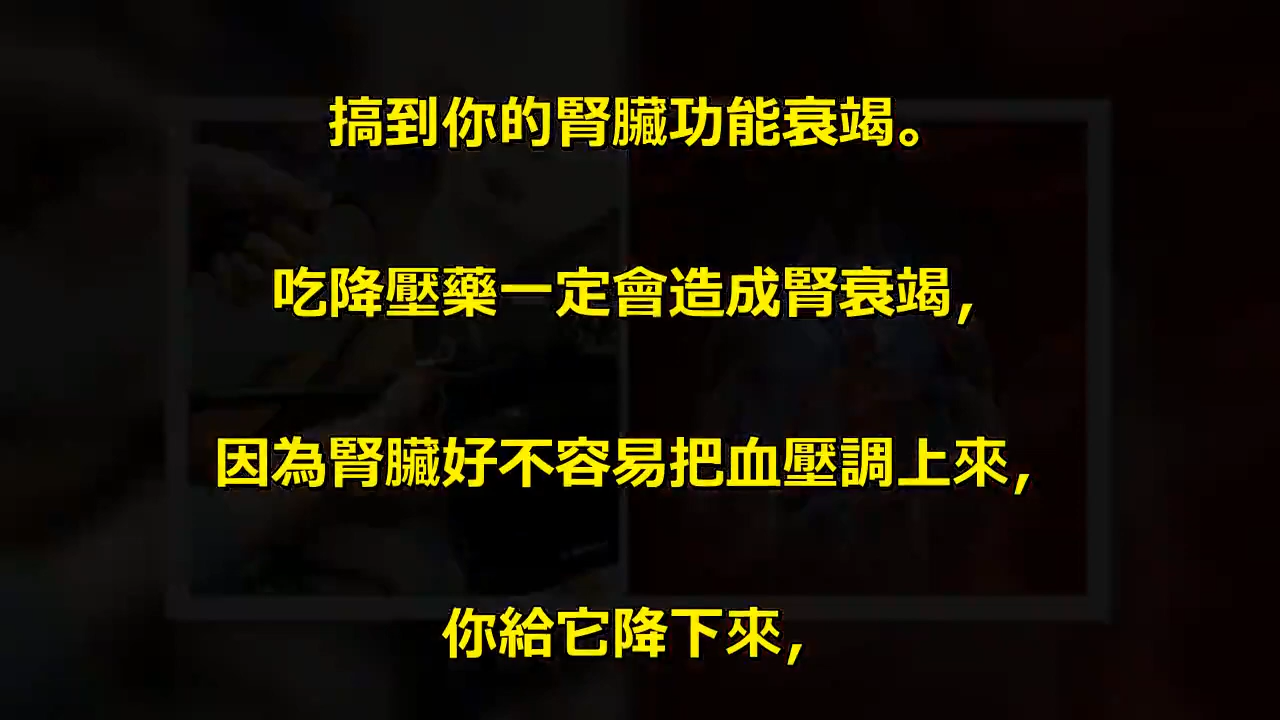 搞到你的腎臟功能衰竭。
吃降壓藥一定會造成腎衰竭，
因為腎臟好不容易把血壓調上來，
你給它降下來，